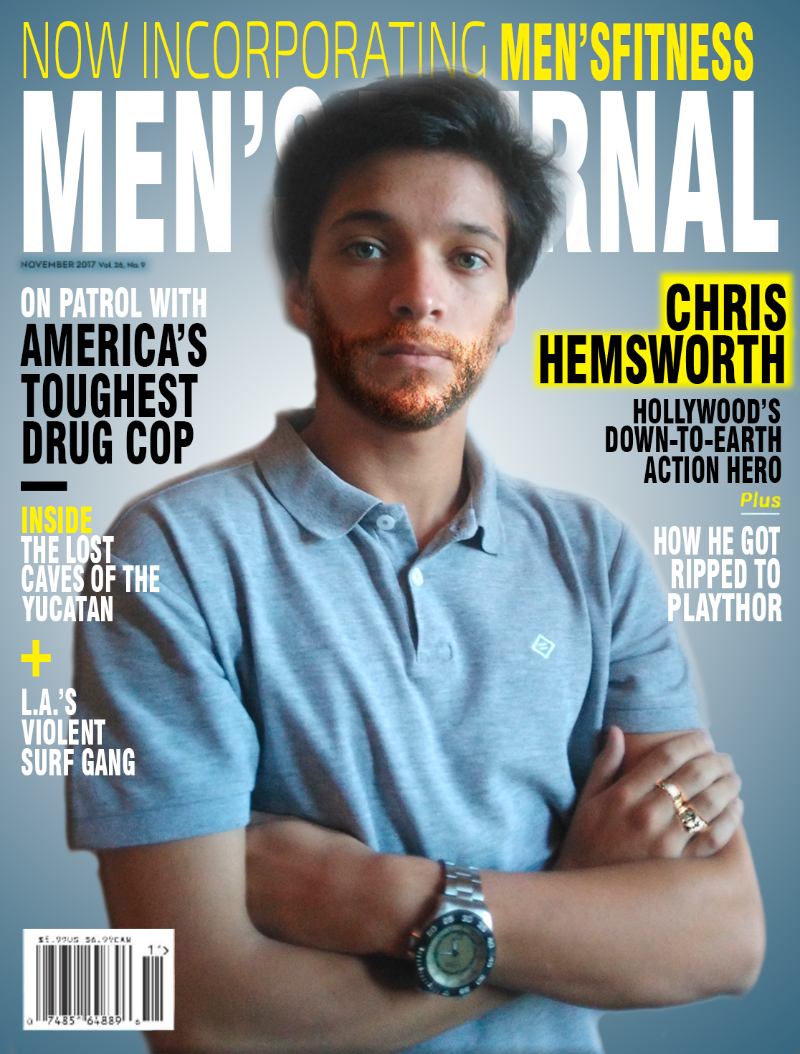 NOW INCORPORATING MEN'SFITNESS
MEN'S RNAL
NOVEMBER 2017 Vol. 26, No. 9
ON PATROL WITH
AMERICA'S
TOUGHEST
DRUG COP
INSIDE
THE LOST
CAVES OF THE
YUCATAN
+
L.A.'S
VIOLENT
SURF GANG
CHRIS
HEMSWORTH
HOLLYWOOD'S
DOWN-TO-EARTH
ACTION HERO
Plus
HOW HE GOT
RIPPED TO
PLAYTHOR
$5.99US $6.99CAN
11>
0 74851 64889 6